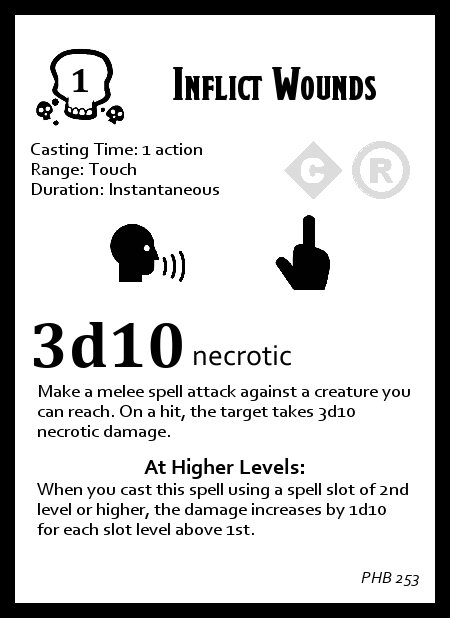 1
Inflict Wounds
Casting Time: 1 action
Range: Touch
Duration: Instantaneous
C R
3d10 necrotic
Make a melee spell attack against a creature you
can reach. On a hit, the target takes 3d10
necrotic damage.
At Higher Levels:
When you cast this spell using a spell slot of 2nd
level or higher, the damage increases by 1d10
for each slot level above 1st.
PHB 253